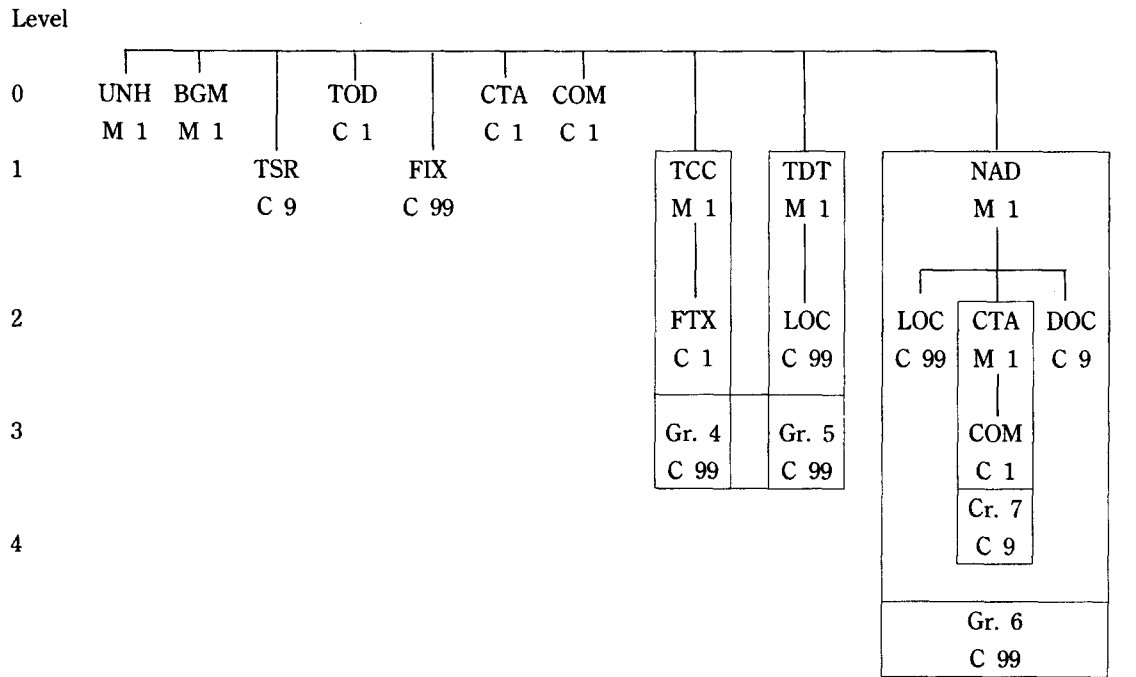 Level
0 UNH BGM TOD CTA COM
M 1 M 1 C 1 C 1 C 1
1 TSR FIX TCC TDT NAD
C 9 C 99 M 1 M 1 M 1
2 FTX LOC LOC CTA DOC
C 1 C 99 C 99 M 1 C 9
3 Gr. 4 Gr. 5 COM
C 99 C 99 C 1
Cr. 7
4 C 9
Gr. 6
C 99